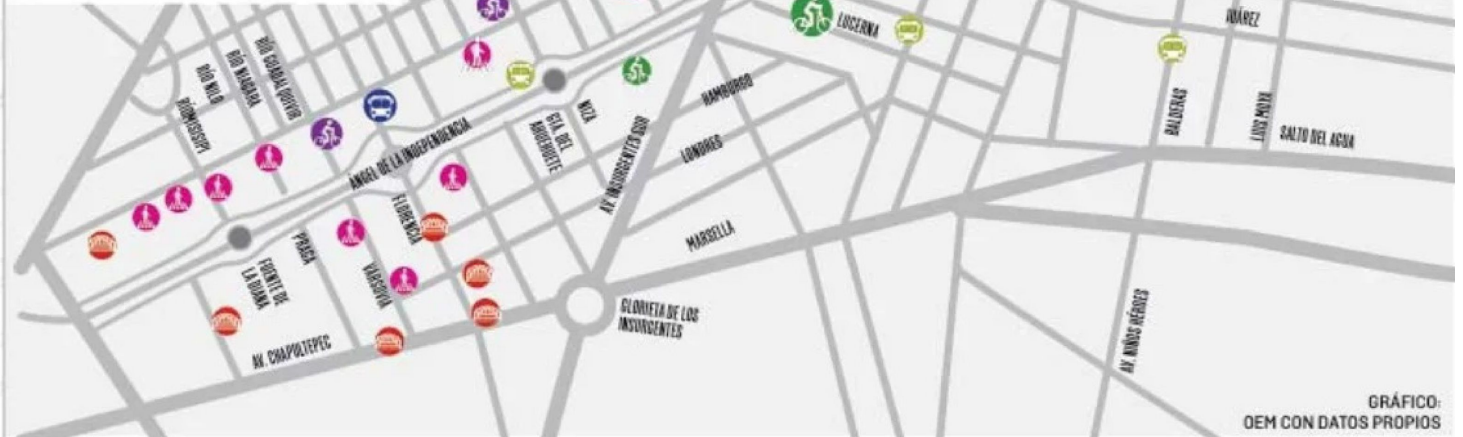 LUCERNA
JUÁREZ
RÍO GUADALQUIVIR
RÍO NIAGARA
RÍO NILO
RÍO MISISIPI
HAMBURGO
NIZA
BALDERAS
LUIS MOYA
SALTO DEL AGUA
ÁNGEL DE LA INDEPENDENCIA
GTA. DEL
AHUEHUETE
LONDRES
AV. INSURGENTES SUR
FLORENCIA
MARSELLA
PRAGA
FUENTE DE
LA DIANA
VARSOVIA
GLORIETA DE LOS
INSURGENTES
AV. CHAPULTEPEC
AV. NIÑOS HÉROES
GRÁFICO:
OEM CON DATOS PROPIOS